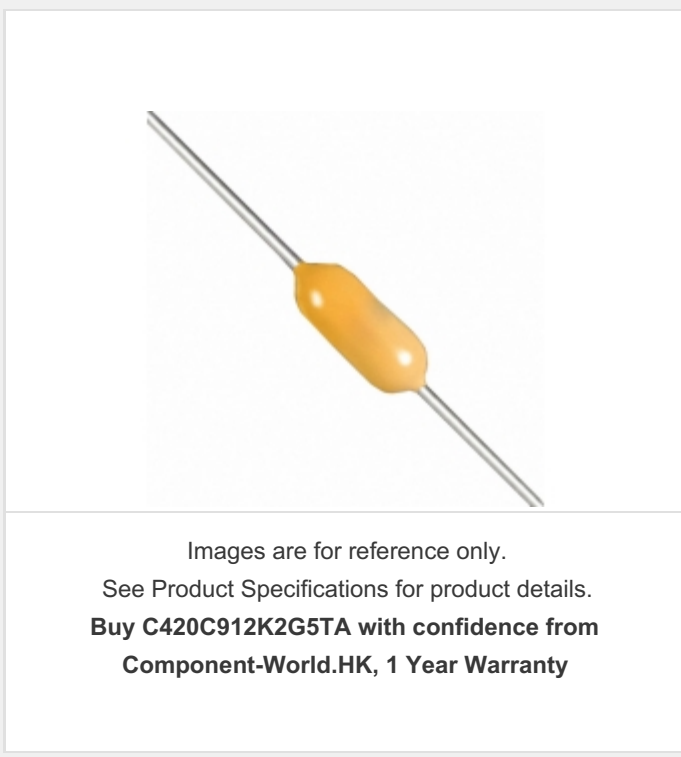 Images are for reference only.
See Product Specifications for product details.
Buy C420C912K2G5TA with confidence from
Component-World.HK, 1 Year Warranty